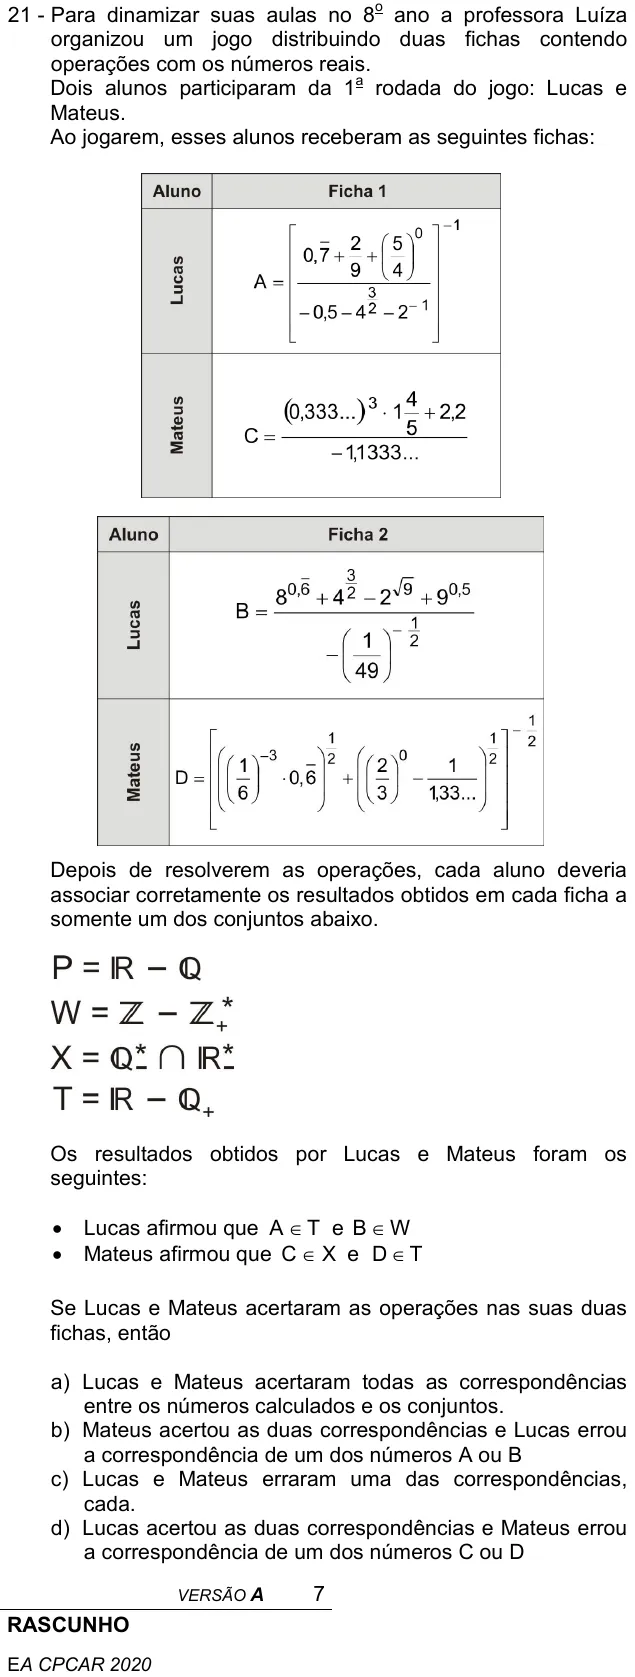 21 - Para dinamizar suas aulas no 8º ano a professora Luíza
organizou um jogo distribuindo duas fichas contendo
operações com os números reais.
Dois alunos participaram da 1ª rodada do jogo: Lucas e
Mateus.
Ao jogarem, esses alunos receberam as seguintes fichas:
Aluno Ficha 1
Lucas A = [ (0,7̅ + 2/9 + (5/4)^0) / (−0,5 − 4^(3/2) − 2^(−1)) ]^(−1)
Mateus C = ((0,333...)^3 · 1 4/5 + 2,2) / (−1,1333...)
Aluno Ficha 2
Lucas B = (8^(0,6̅) + 4^(3/2) − 2^(√9) + 9^(0,5)) / (−(1/49)^(−1/2))
Mateus D = [ ((1/6)^(−3) · 0,6̅)^(1/2) + ((2/3)^0 − 1/(1,33...))^(1/2) ]^(−1/2)
Depois de resolverem as operações, cada aluno deveria
associar corretamente os resultados obtidos em cada ficha a
somente um dos conjuntos abaixo.
P = ℝ − ℚ
W = ℤ − ℤ*₊
X = ℚ*₋ ∩ ℝ*₋
T = ℝ − ℚ₊
Os resultados obtidos por Lucas e Mateus foram os
seguintes:
• Lucas afirmou que A ∈ T e B ∈ W
• Mateus afirmou que C ∈ X e D ∈ T
Se Lucas e Mateus acertaram as operações nas suas duas
fichas, então
a) Lucas e Mateus acertaram todas as correspondências
entre os números calculados e os conjuntos.
b) Mateus acertou as duas correspondências e Lucas errou
a correspondência de um dos números A ou B
c) Lucas e Mateus erraram uma das correspondências,
cada.
d) Lucas acertou as duas correspondências e Mateus errou
a correspondência de um dos números C ou D
VERSÃO A 7
RASCUNHO
EA CPCAR 2020